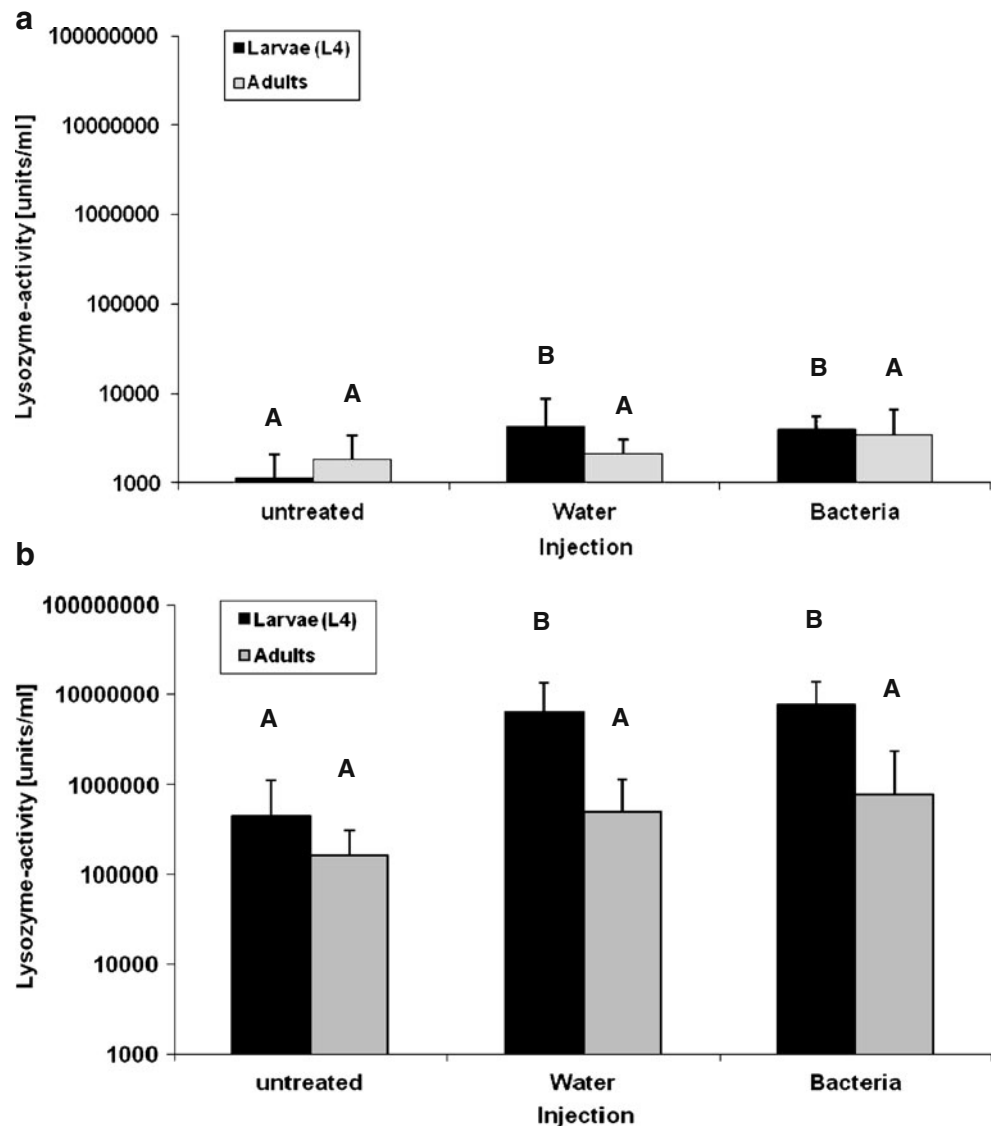 a
Lysozyme-activity [units/ml]
100000000
10000000
1000000
100000
10000
1000
Larvae (L4)
Adults
A
A
B
A
B
A
untreated
Water
Bacteria
Injection
b
Lysozyme-activity [units/ml]
100000000
10000000
1000000
100000
10000
1000
Larvae (L4)
Adults
A
A
B
A
B
A
untreated
Water
Bacteria
Injection